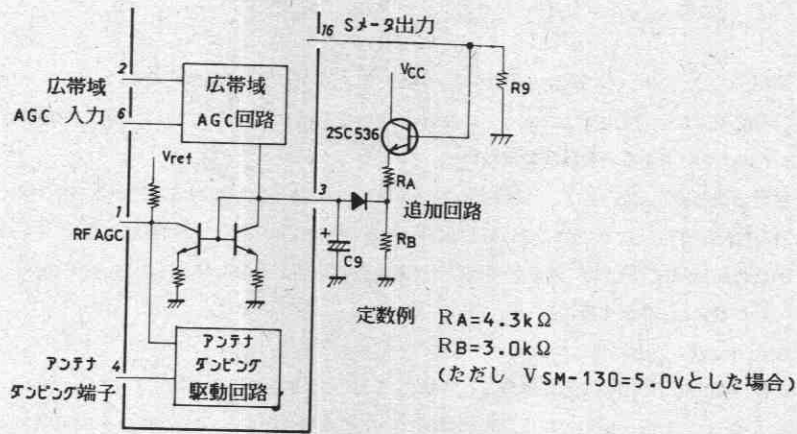 16 Sメータ出力
2
広帯域
AGC 入力
6
広帯域
AGC回路
VCC
R9
2SC536
RA
Vref
3
追加回路
1
RF AGC
+
C9
RB
定数例 RA=4.3kΩ
RB=3.0kΩ
(ただし VSM-130=5.0Vとした場合)
アンテナ
ダンピング端子
4
アンテナ
ダンピング
駆動回路